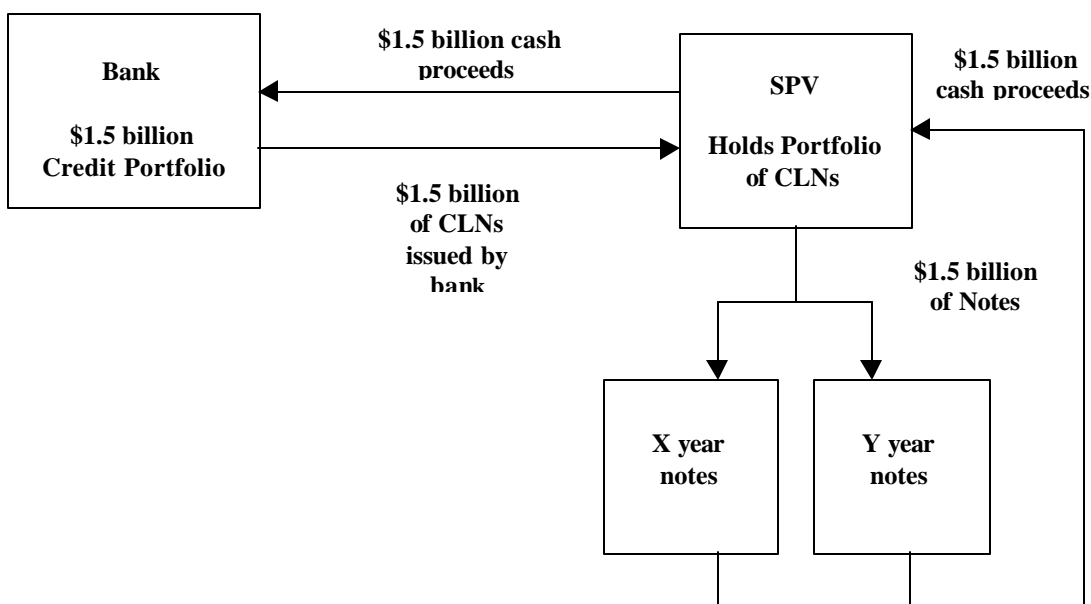 Bank
$1.5 billion
Credit Portfolio
$1.5 billion cash
proceeds
$1.5 billion
of CLNs
issued by
bank
SPV
Holds Portfolio
of CLNs
$1.5 billion
cash proceeds
$1.5 billion
of Notes
X year
notes
Y year
notes